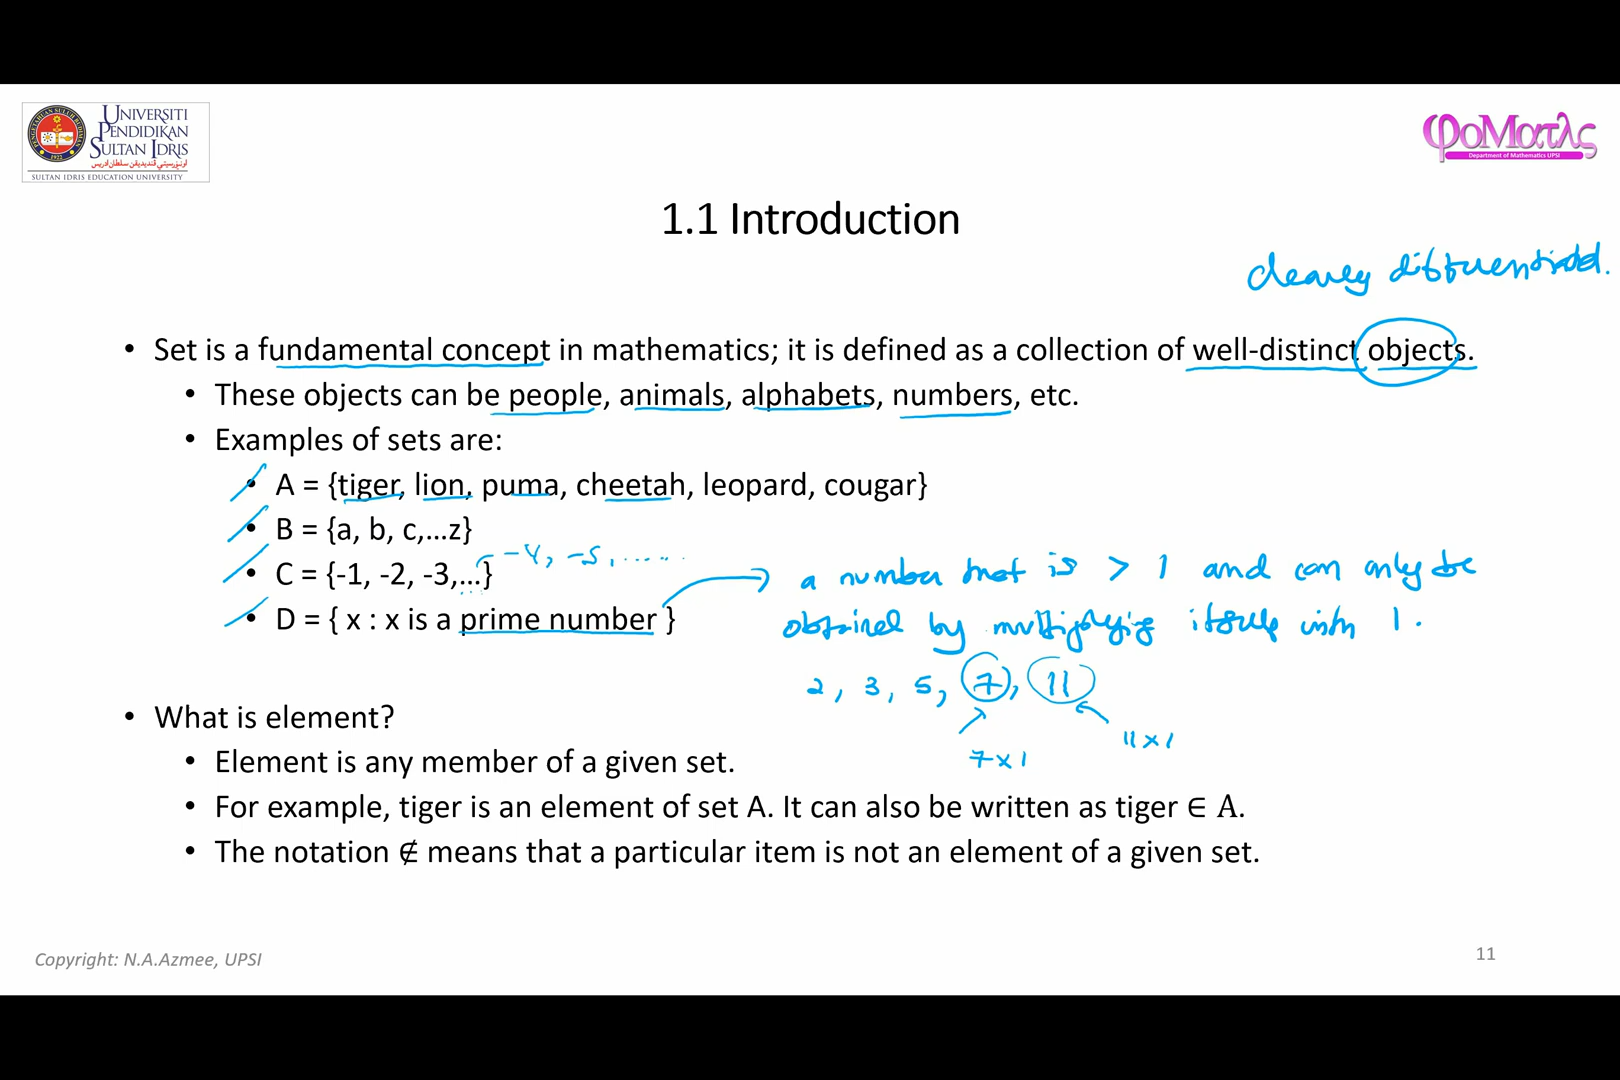 UNIVERSITI
PENDIDIKAN
SULTAN IDRIS
اونيۏرسيتي ڤنديديقن سلطان ادريس
SULTAN IDRIS EDUCATION UNIVERSITY
φοMατλς
Department of Mathematics UPSI
1.1 Introduction
clearly differentiated.
• Set is a fundamental concept in mathematics; it is defined as a collection of well-distinct objects.
• These objects can be people, animals, alphabets, numbers, etc.
• Examples of sets are:
• A = {tiger, lion, puma, cheetah, leopard, cougar}
• B = {a, b, c,...z}
• C = {-1, -2, -3,...} -4, -5, ......
a number that is > 1 and can only be
• D = { x : x is a prime number }
obtained by multiplying itself with 1.
2, 3, 5, 7, 11
• What is element?
7 x 1
11 x 1
• Element is any member of a given set.
• For example, tiger is an element of set A. It can also be written as tiger ∈ A.
• The notation ∉ means that a particular item is not an element of a given set.
Copyright: N.A.Azmee, UPSI
11